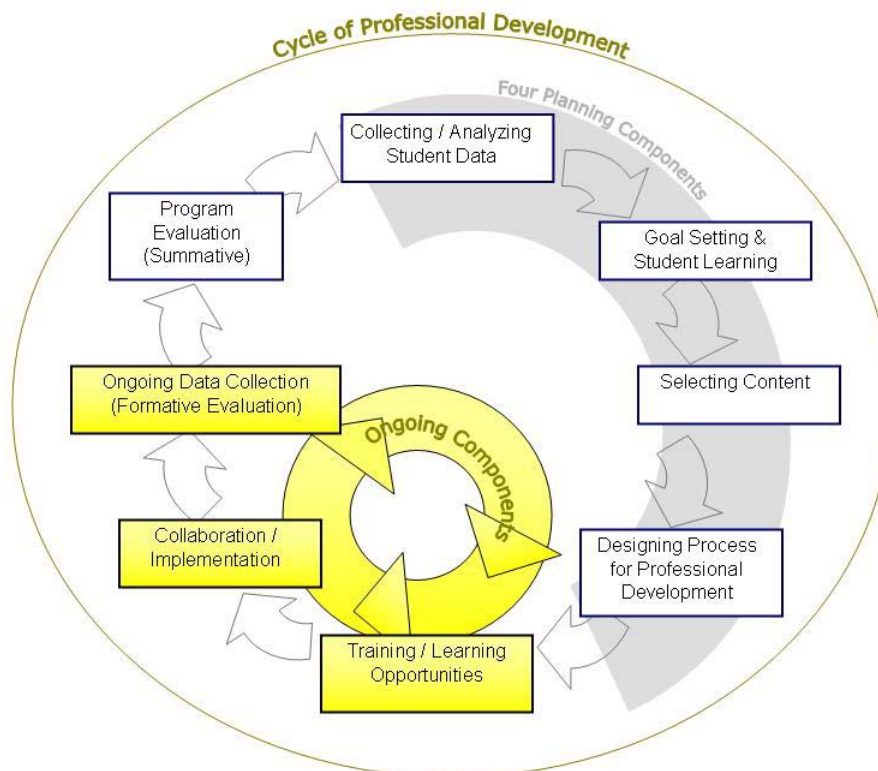 Cycle of Professional Development
Four Planning Components
Collecting / Analyzing
Student Data
Goal Setting &
Student Learning
Selecting Content
Designing Process
for Professional
Development
Training / Learning
Opportunities
Collaboration /
Implementation
Ongoing Data Collection
(Formative Evaluation)
Program
Evaluation
(Summative)
Ongoing Components